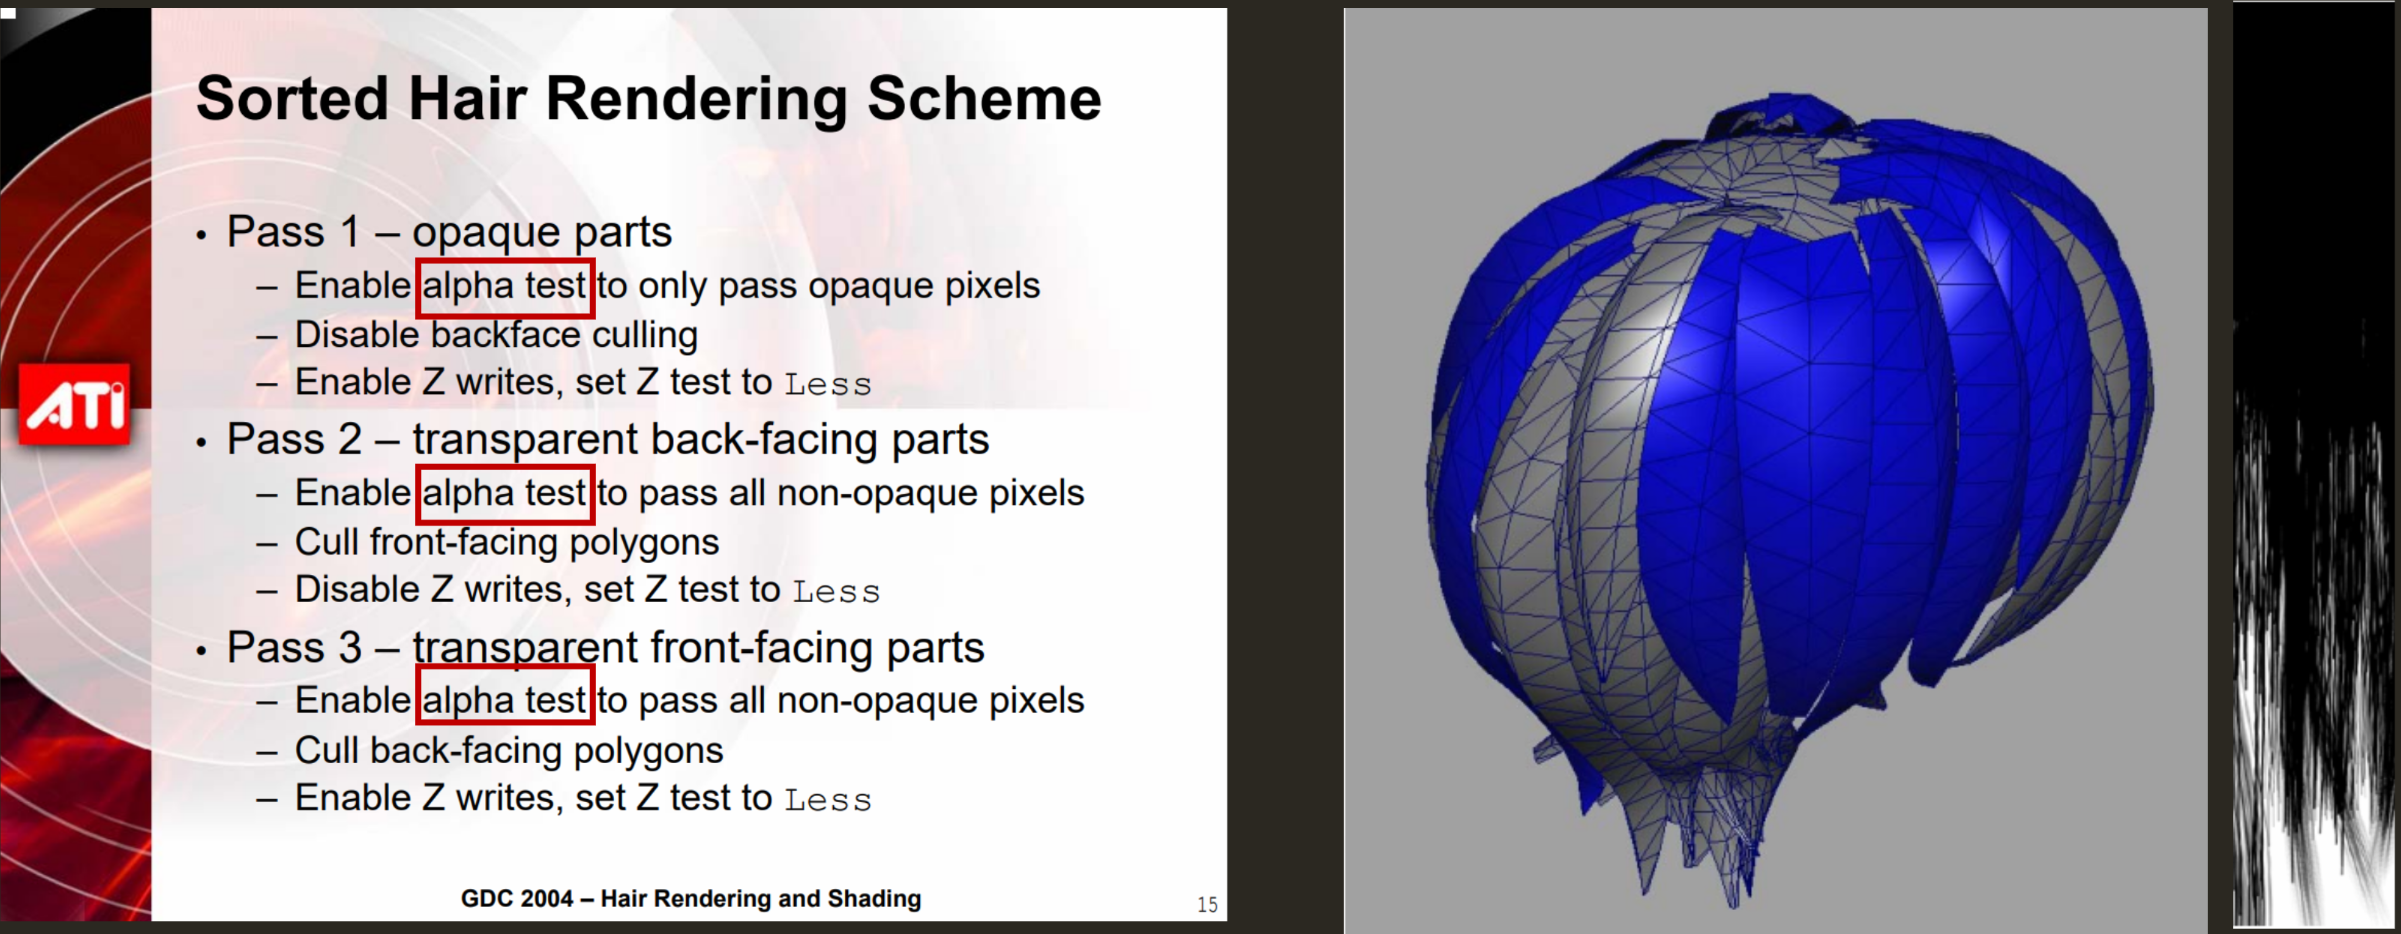 Sorted Hair Rendering Scheme
• Pass 1 – opaque parts
– Enable alpha test to only pass opaque pixels
– Disable backface culling
– Enable Z writes, set Z test to Less
• Pass 2 – transparent back-facing parts
– Enable alpha test to pass all non-opaque pixels
– Cull front-facing polygons
– Disable Z writes, set Z test to Less
• Pass 3 – transparent front-facing parts
– Enable alpha test to pass all non-opaque pixels
– Cull back-facing polygons
– Enable Z writes, set Z test to Less
ATi
GDC 2004 – Hair Rendering and Shading
15